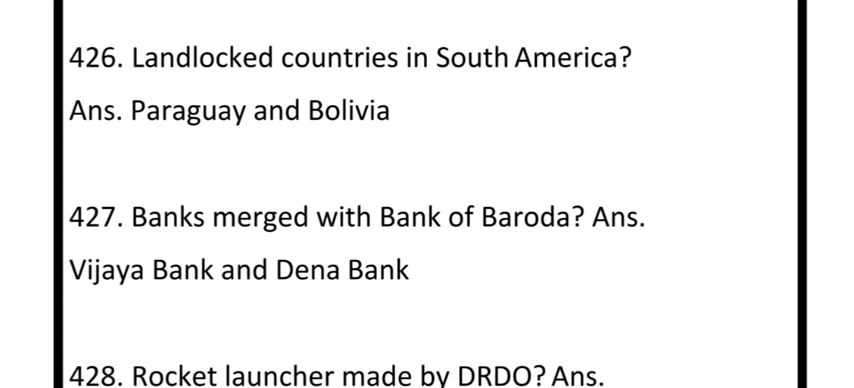 426. Landlocked countries in South America?
Ans. Paraguay and Bolivia
427. Banks merged with Bank of Baroda? Ans.
Vijaya Bank and Dena Bank
428. Rocket launcher made by DRDO? Ans.